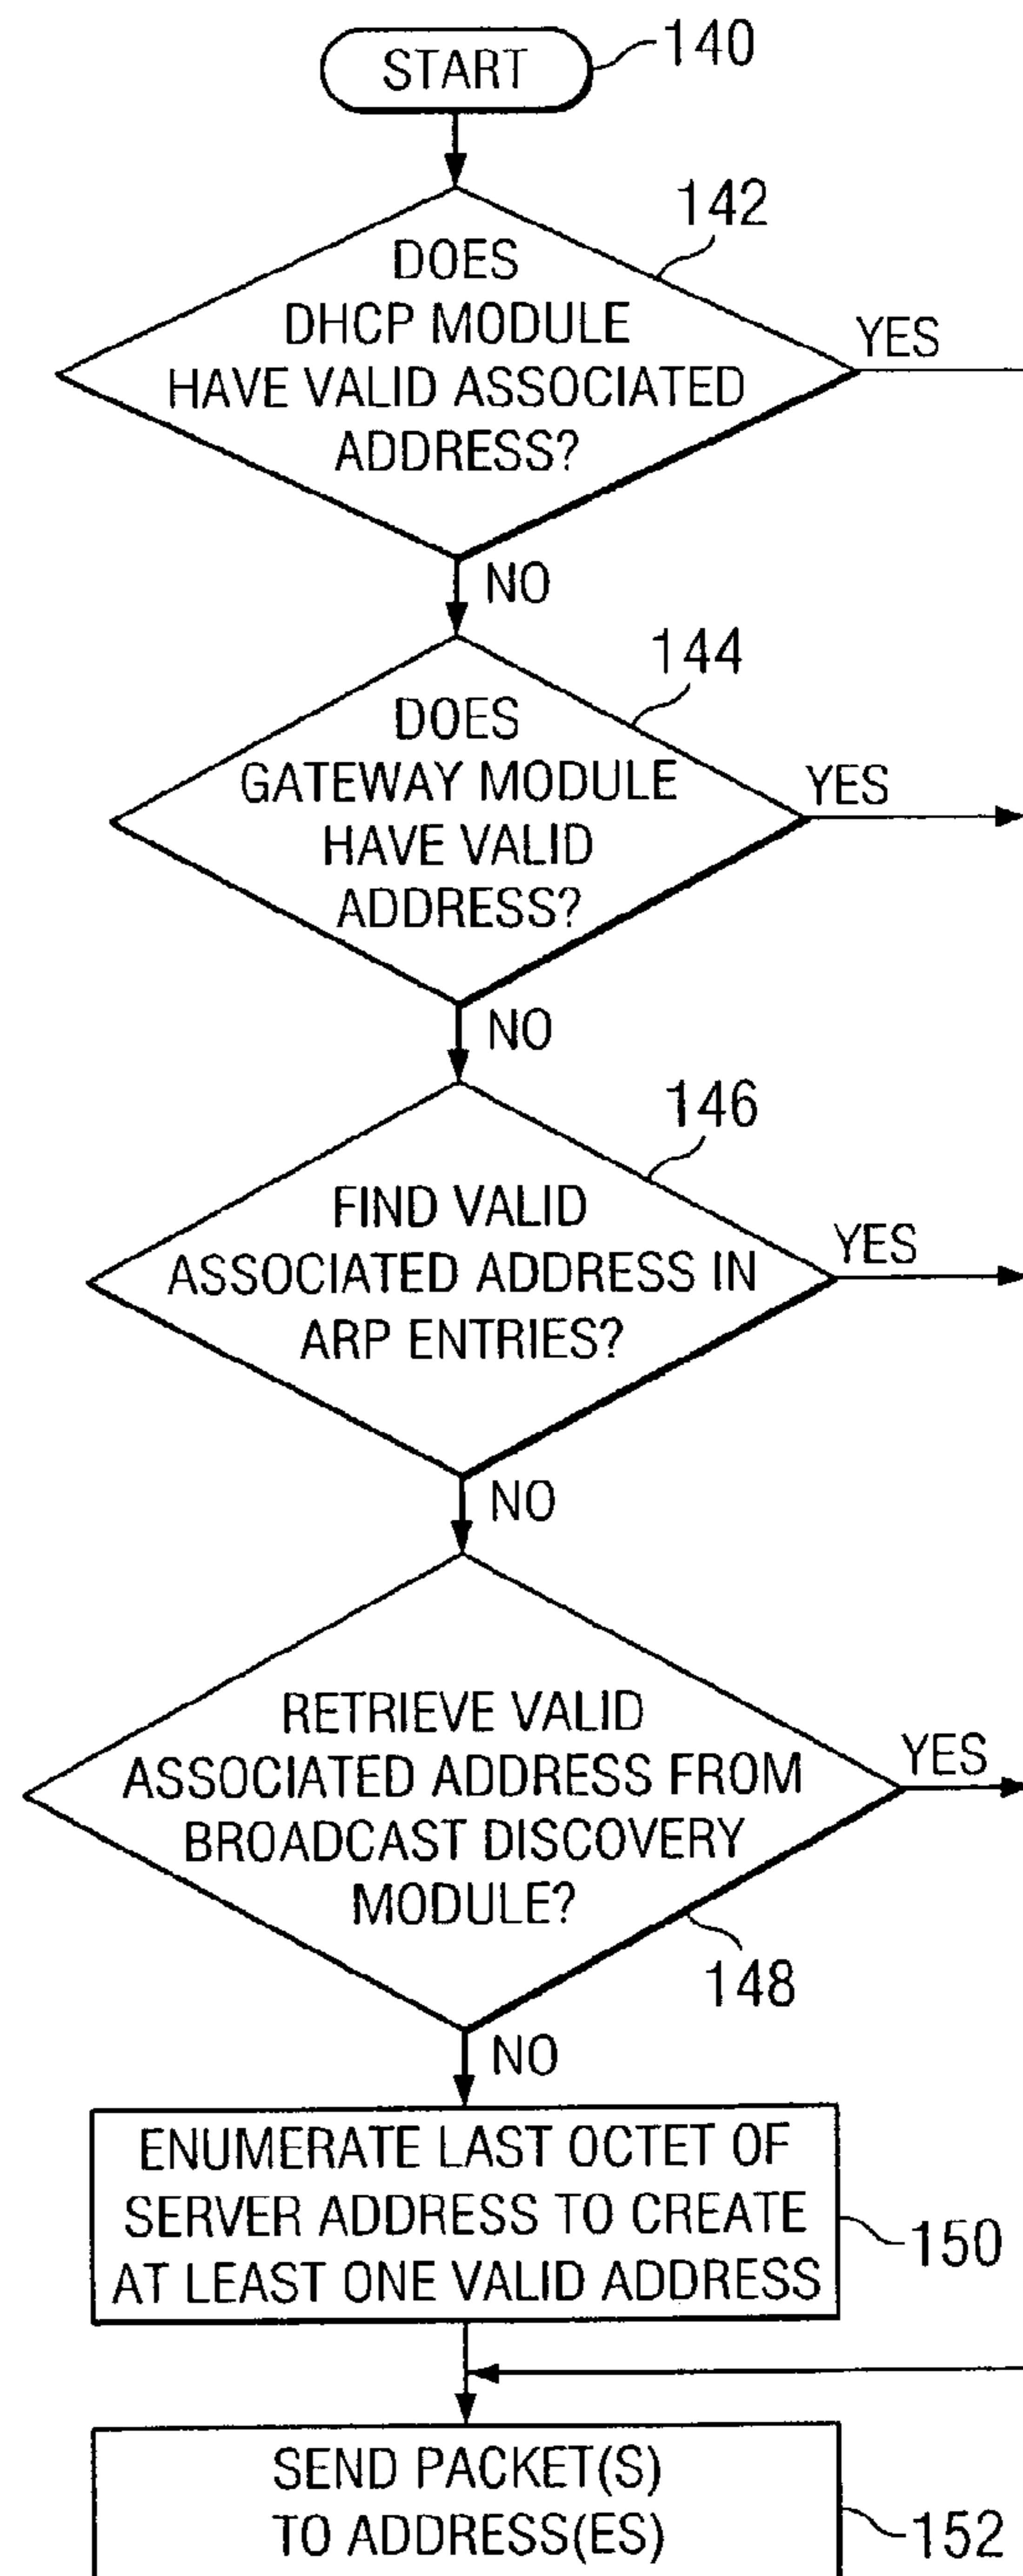 START
140
142
DOES
DHCP MODULE
HAVE VALID ASSOCIATED
ADDRESS?
YES
NO
144
DOES
GATEWAY MODULE
HAVE VALID
ADDRESS?
YES
NO
146
FIND VALID
ASSOCIATED ADDRESS IN
ARP ENTRIES?
YES
NO
RETRIEVE VALID
ASSOCIATED ADDRESS FROM
BROADCAST DISCOVERY
MODULE?
YES
148
NO
ENUMERATE LAST OCTET OF
SERVER ADDRESS TO CREATE
AT LEAST ONE VALID ADDRESS
150
SEND PACKET(S)
TO ADDRESS(ES)
152